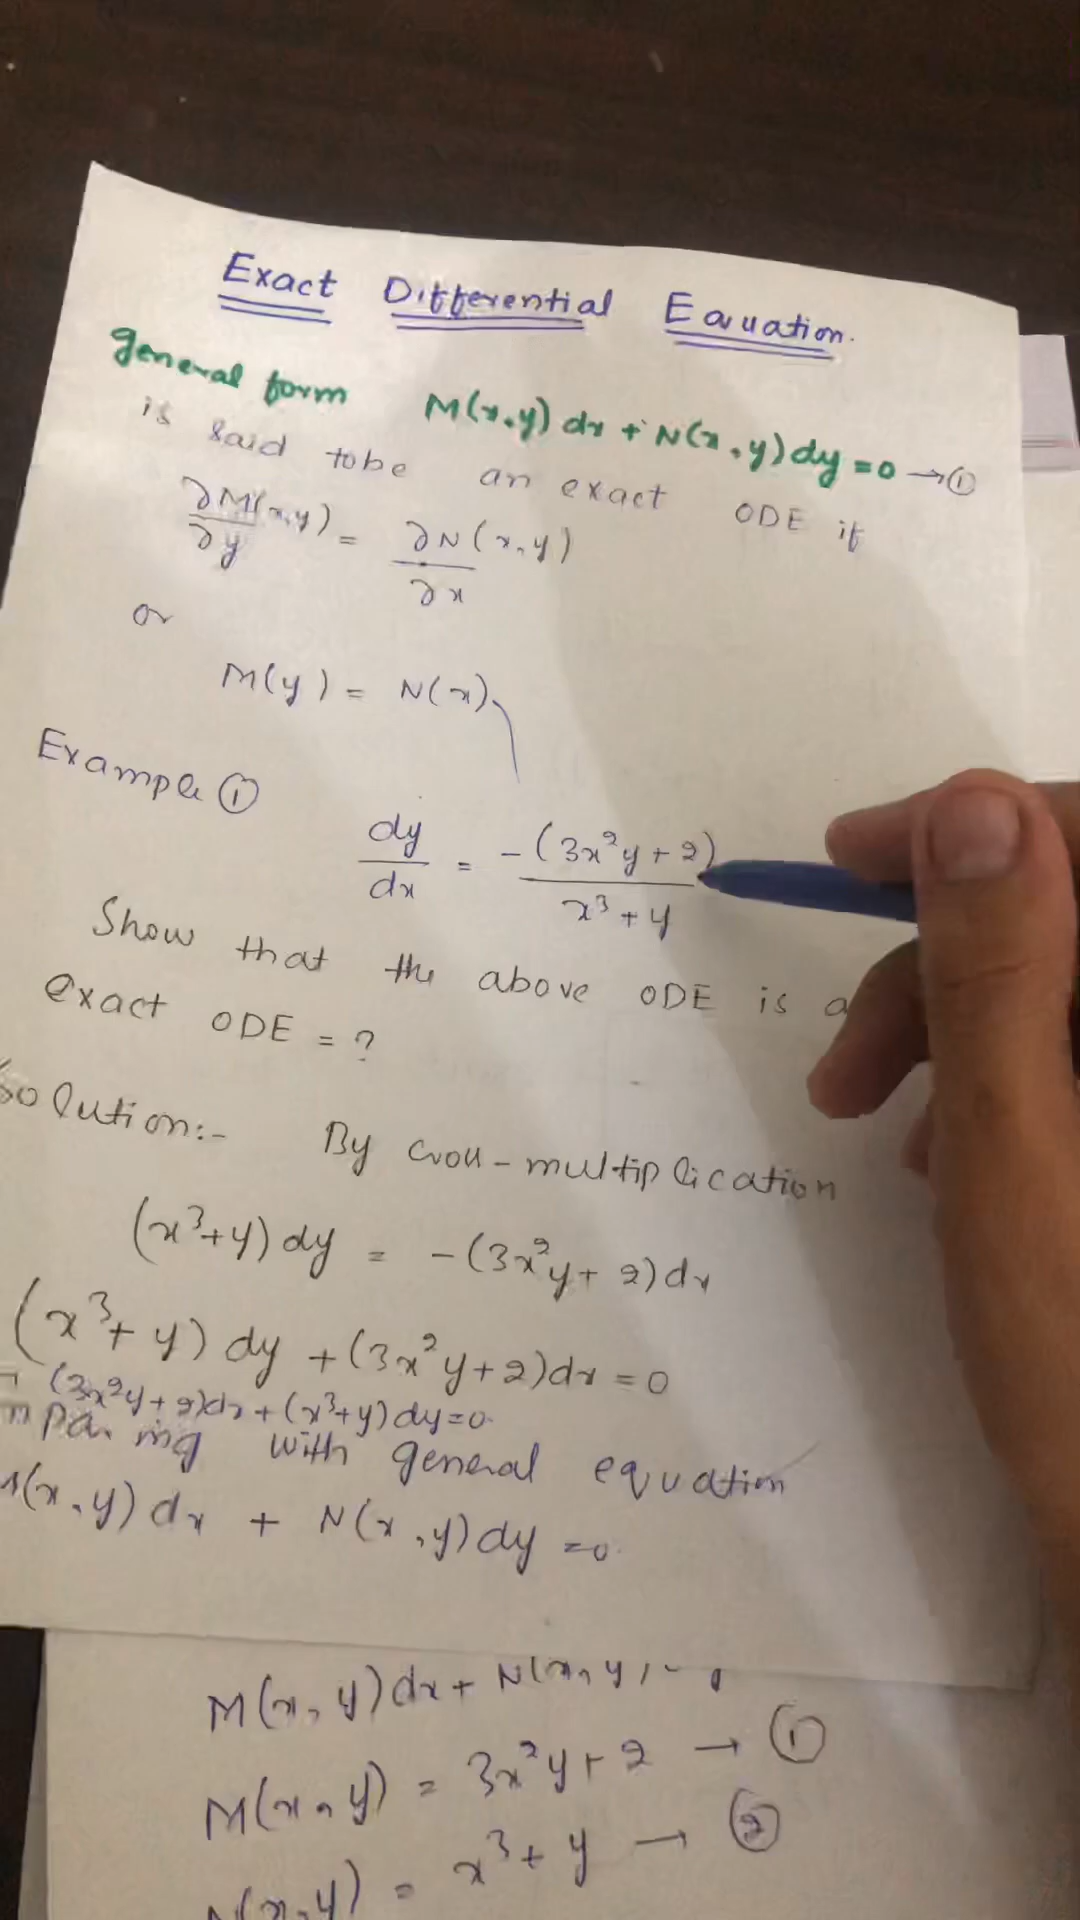 Exact Differential Equation.
general form M(x,y) dx + N(x,y) dy = 0 → ①
is said tobe an exact ODE if
∂M(x,y)/∂y = ∂N(x,y)/∂x
or
M(y) = N(x)
Example ①
dy/dx = -(3x²y+2)/x³+y
Show that the above ODE is a
exact ODE = ?
Solution:- By cross-multiplication
(x³+y) dy = -(3x²y+2)dx
(x³+y) dy + (3x²y+2)dx = 0
(3x²y+2)dx + (x³+y) dy=0.
with general equation
(x,y) dx + N(x,y)dy =0.
M(x,y)dx + N(x,y)
M(x,y) = 3x²y+2 → ①
N(x,y) = x³+y → ②